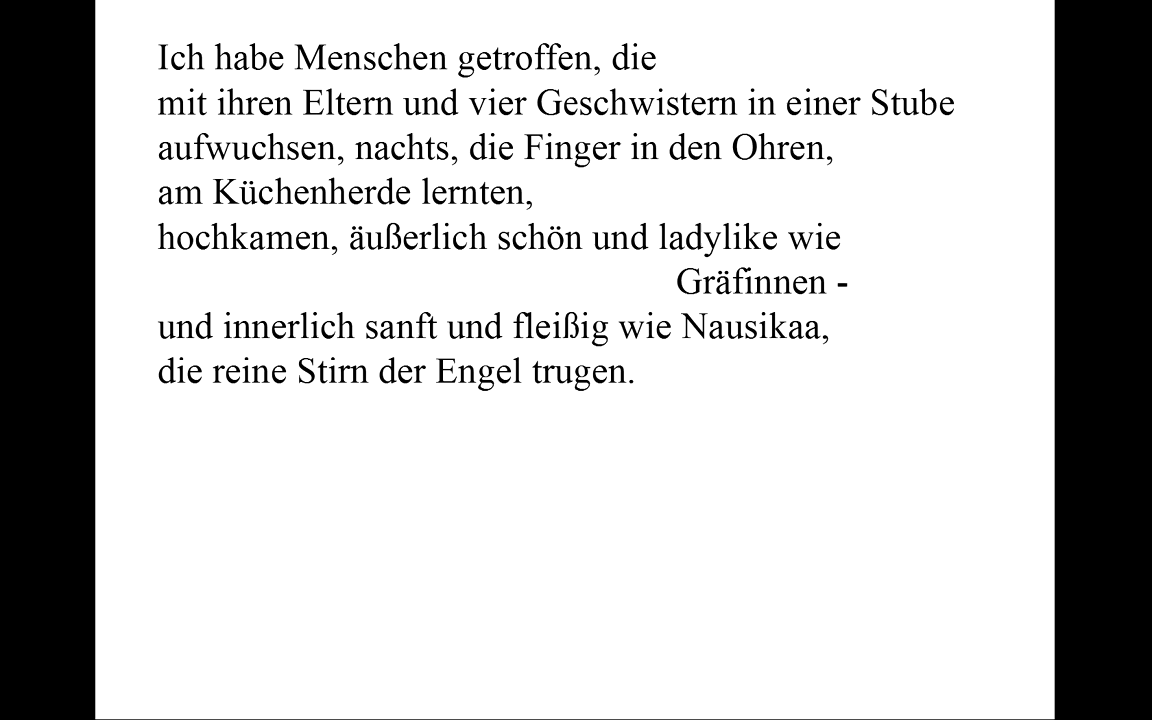 Ich habe Menschen getroffen, die
mit ihren Eltern und vier Geschwistern in einer Stube
aufwuchsen, nachts, die Finger in den Ohren,
am Küchenherde lernten,
hochkamen, äußerlich schön und ladylike wie
Gräfinnen -
und innerlich sanft und fleißig wie Nausikaa,
die reine Stirn der Engel trugen.